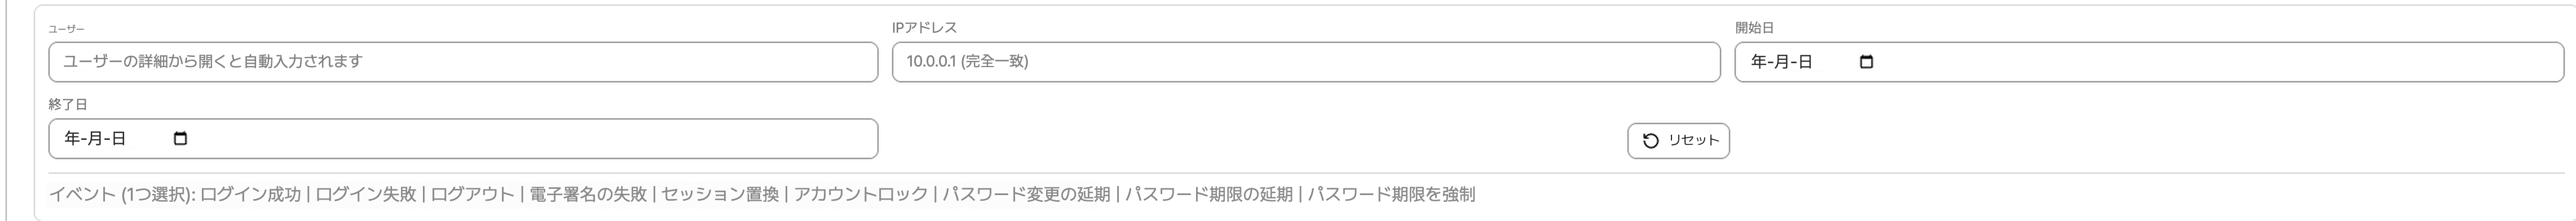 ユーザー
IPアドレス
開始日
ユーザーの詳細から開くと自動入力されます
10.0.0.1 (完全一致)
年-月-日
終了日
年-月-日
リセット
イベント (1つ選択): ログイン成功 | ログイン失敗 | ログアウト | 電子署名の失敗 | セッション置換 | アカウントロック | パスワード変更の延期 | パスワード期限の延期 | パスワード期限を強制